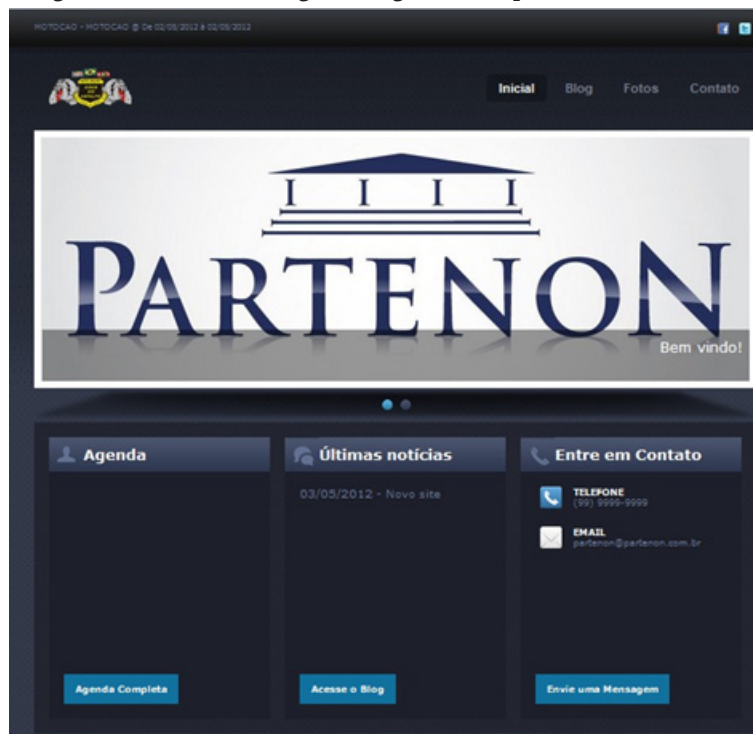 MOTOCAO - MOTOCAO @ De 02/05/2012 à 02/05/2012
Inicial Blog Fotos Contato
PARTENON
Bem vindo!
Agenda
Agenda Completa
Últimas notícias
03/05/2012 - Novo site
Acesse o Blog
Entre em Contato
TELEFONE
(99) 9999-9999
EMAIL
partenon@partenon.com.br
Envie uma Mensagem